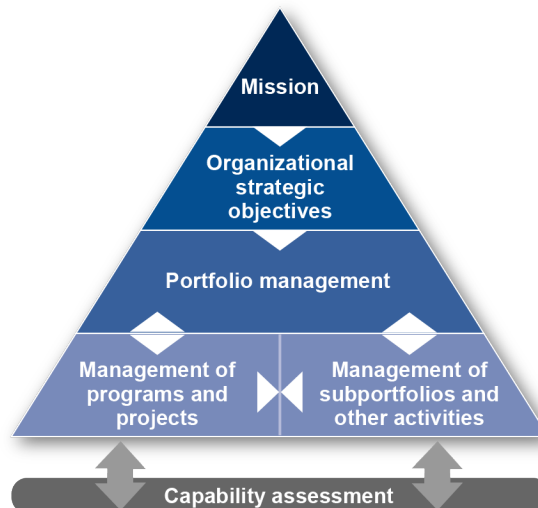 Mission
Organizational
strategic
objectives
Portfolio management
Management of
programs and
projects
Management of
subportfolios and
other activities
Capability assessment